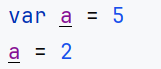 var a = 5
a = 2